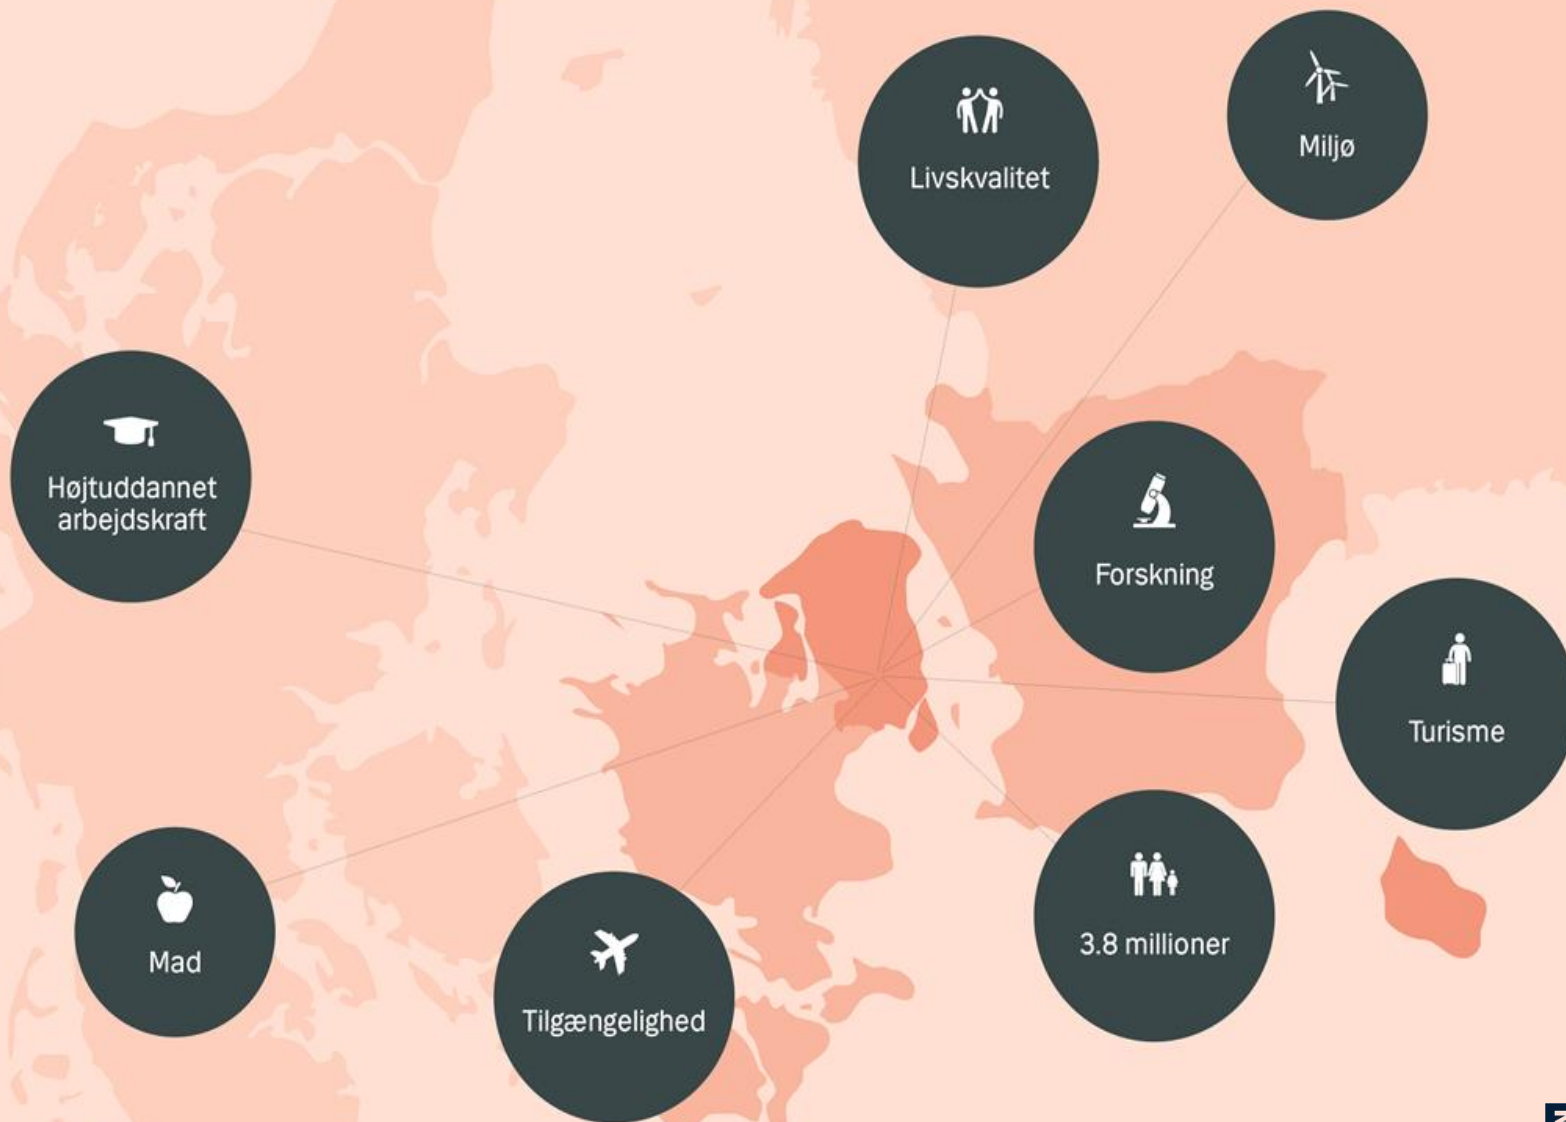 Livskvalitet
Miljø
Højtuddannet
arbejdskraft
Forskning
Turisme
Mad
Tilgængelighed
3.8 millioner